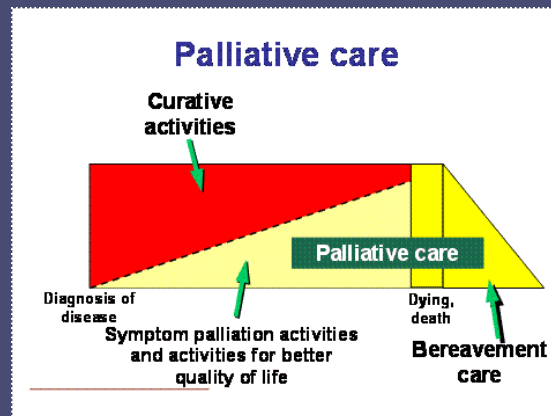 Palliative care
Curative
activities
Palliative care
Diagnosis of
disease
Dying,
death
Symptom palliation activities
and activities for better
quality of life
Bereavement
care